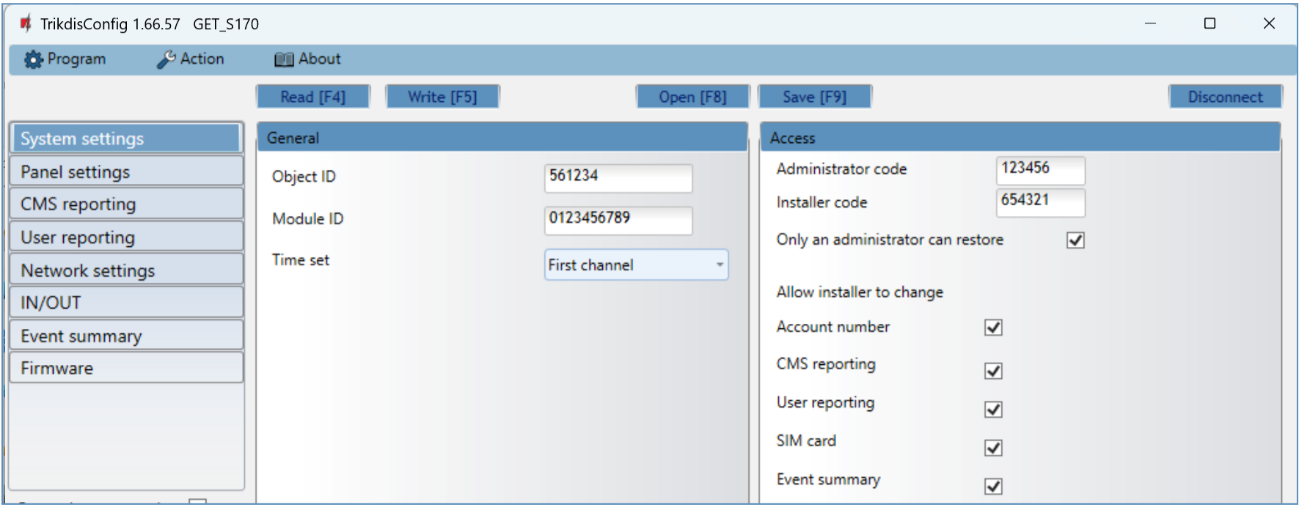 TrikdisConfig 1.66.57 GET_S170
Program Action About
Read [F4] Write [F5] Open [F8] Save [F9] Disconnect
System settings
Panel settings
CMS reporting
User reporting
Network settings
IN/OUT
Event summary
Firmware
General
Object ID 561234
Module ID 0123456789
Time set First channel
Access
Administrator code 123456
Installer code 654321
Only an administrator can restore
Allow installer to change
Account number
CMS reporting
User reporting
SIM card
Event summary